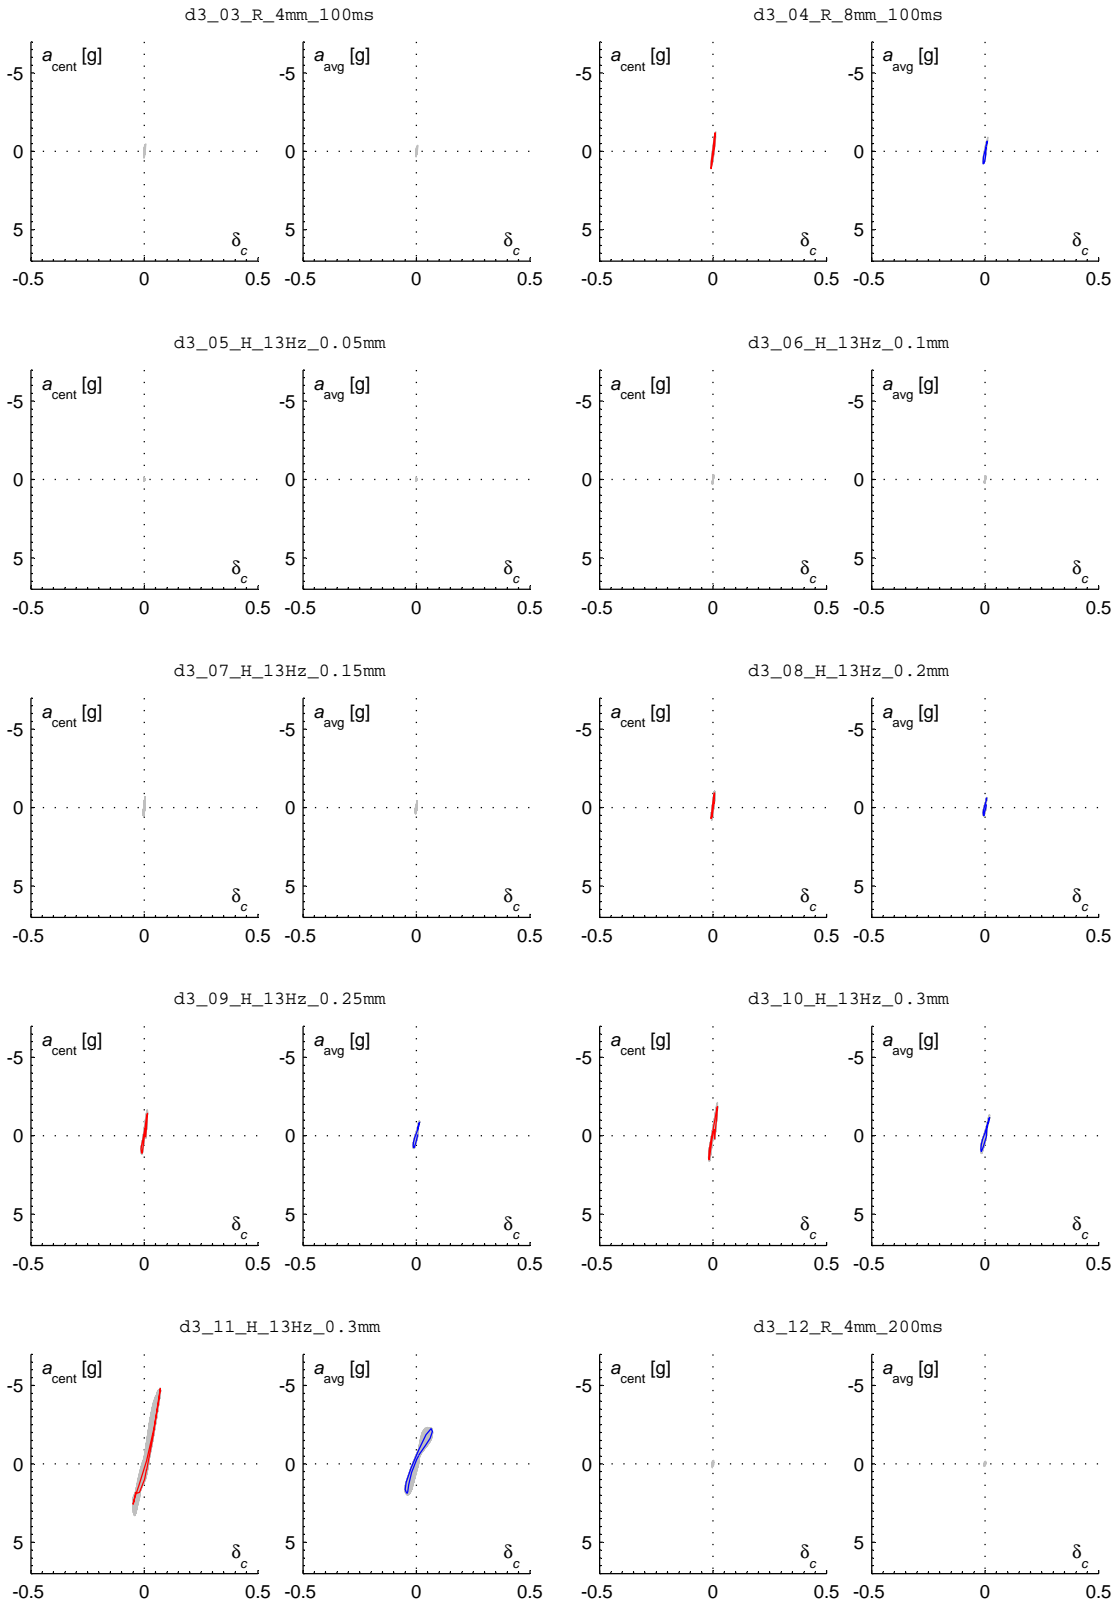 d3_03_R_4mm_100ms d3_04_R_8mm_100ms
a_cent [g] a_avg [g] a_cent [g] a_avg [g]
-5 -5 -5 -5
0 0 0 0
5 5 5 5
δ_c δ_c δ_c δ_c
-0.5 0 0.5 -0.5 0 0.5 -0.5 0 0.5 -0.5 0 0.5
d3_05_H_13Hz_0.05mm d3_06_H_13Hz_0.1mm
a_cent [g] a_avg [g] a_cent [g] a_avg [g]
-5 -5 -5 -5
0 0 0 0
5 5 5 5
δ_c δ_c δ_c δ_c
-0.5 0 0.5 -0.5 0 0.5 -0.5 0 0.5 -0.5 0 0.5
d3_07_H_13Hz_0.15mm d3_08_H_13Hz_0.2mm
a_cent [g] a_avg [g] a_cent [g] a_avg [g]
-5 -5 -5 -5
0 0 0 0
5 5 5 5
δ_c δ_c δ_c δ_c
-0.5 0 0.5 -0.5 0 0.5 -0.5 0 0.5 -0.5 0 0.5
d3_09_H_13Hz_0.25mm d3_10_H_13Hz_0.3mm
a_cent [g] a_avg [g] a_cent [g] a_avg [g]
-5 -5 -5 -5
0 0 0 0
5 5 5 5
δ_c δ_c δ_c δ_c
-0.5 0 0.5 -0.5 0 0.5 -0.5 0 0.5 -0.5 0 0.5
d3_11_H_13Hz_0.3mm d3_12_R_4mm_200ms
a_cent [g] a_avg [g] a_cent [g] a_avg [g]
-5 -5 -5 -5
0 0 0 0
5 5 5 5
δ_c δ_c δ_c δ_c
-0.5 0 0.5 -0.5 0 0.5 -0.5 0 0.5 -0.5 0 0.5